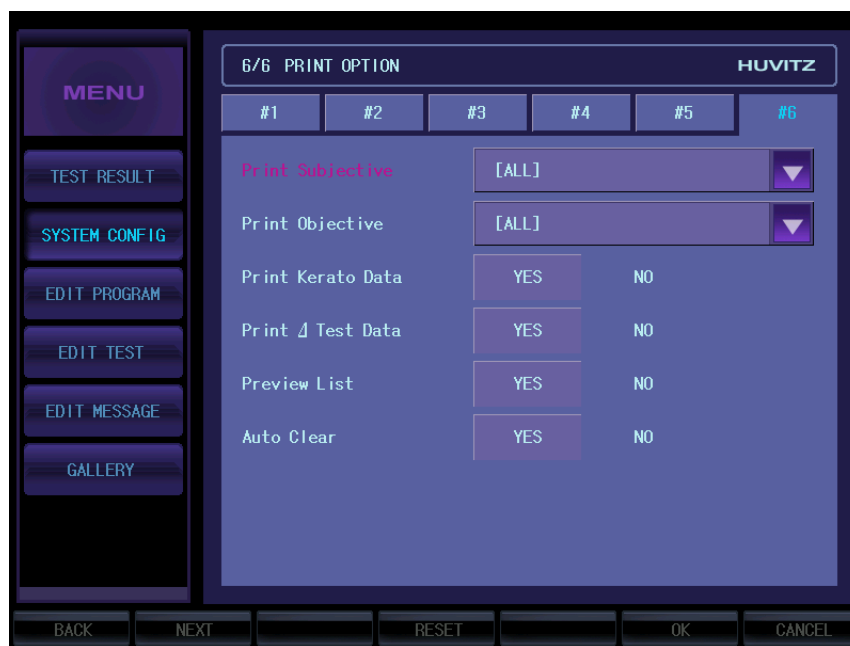 MENU
TEST RESULT
SYSTEM CONFIG
EDIT PROGRAM
EDIT TEST
EDIT MESSAGE
GALLERY
6/6 PRINT OPTION HUVITZ
#1 #2 #3 #4 #5 #6
Print Subjective [ALL]
Print Objective [ALL]
Print Kerato Data YES NO
Print ⊿ Test Data YES NO
Preview List YES NO
Auto Clear YES NO
BACK NEXT RESET OK CANCEL